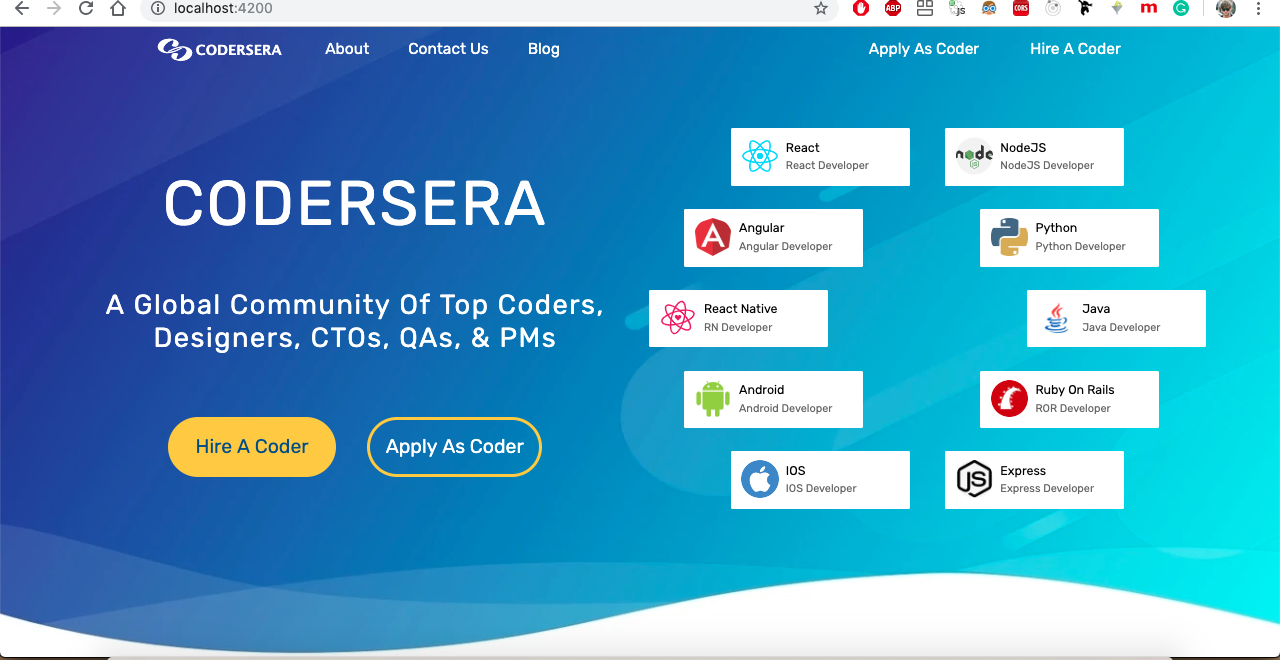 localhost:4200
ABP
js
CORS
m
G
CODERSERA
About
Contact Us
Blog
Apply As Coder
Hire A Coder
CODERSERA
A Global Community Of Top Coders,
Designers, CTOs, QAs, & PMs
Hire A Coder
Apply As Coder
React
React Developer
node
JS
NodeJS
NodeJS Developer
A
Angular
Angular Developer
Python
Python Developer
React Native
RN Developer
Java
Java Developer
Android
Android Developer
Ruby On Rails
ROR Developer
IOS
IOS Developer
JS
Express
Express Developer